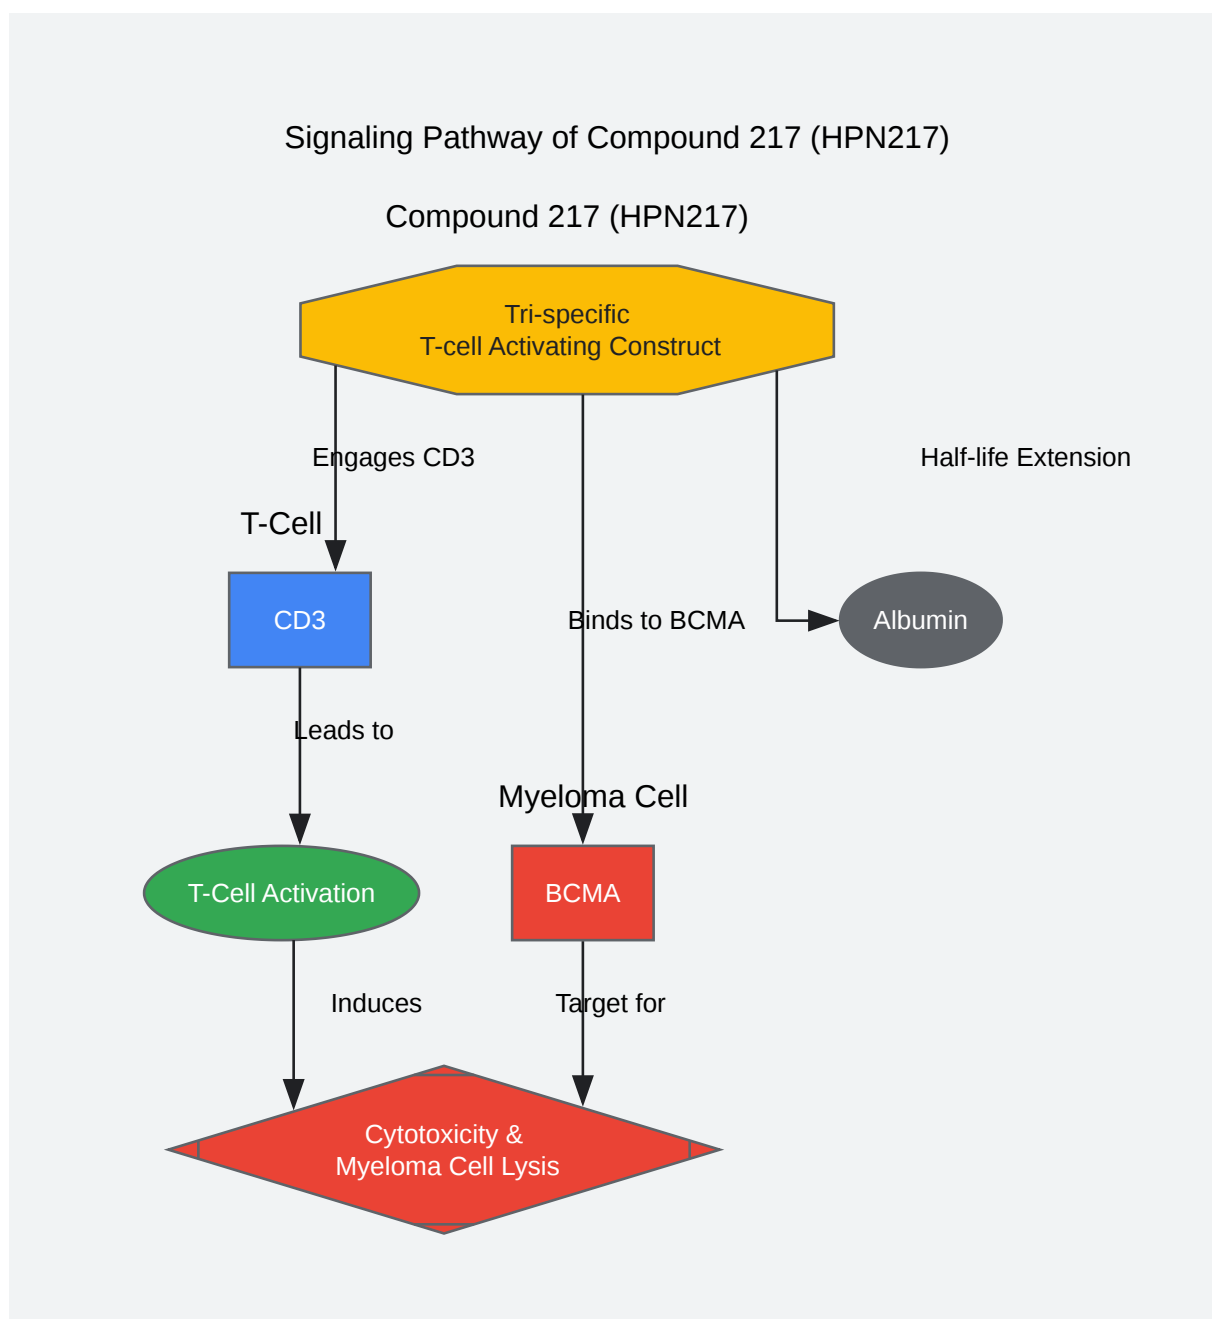 Signaling Pathway of Compound 217 (HPN217)
Compound 217 (HPN217)
Tri-specific
T-cell Activating Construct
Engages CD3
Half-life Extension
T-Cell
CD3
Binds to BCMA
Albumin
Leads to
Myeloma Cell
T-Cell Activation
BCMA
Induces
Target for
Cytotoxicity &
Myeloma Cell Lysis